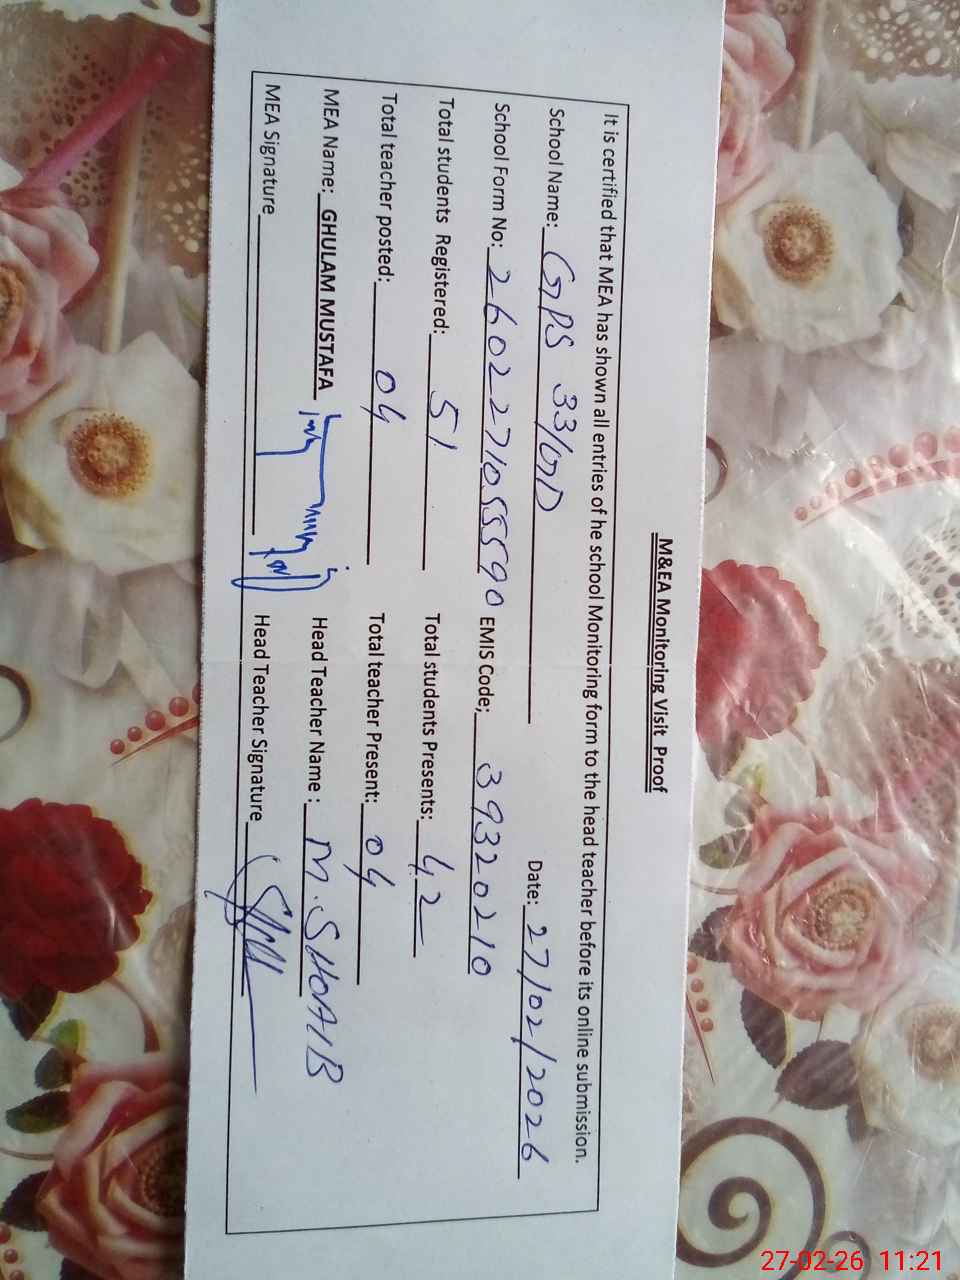 M&EA Monitoring Visit Proof
It is certified that MEA has shown all entries of he school Monitoring form to the head teacher before its online submission.
School Name: GPS 33/GD Date: 27/02/2026
School Form No: 2602271055590 EMIS Code; 39320210
Total students Registered: 51 Total students Presents: 42
Total teacher posted: 04 Total teacher Present: 04
MEA Name: GHULAM MUSTAFA Head Teacher Name : M. SHOAIB
MEA Signature Head Teacher Signature
27-02-26 11:21